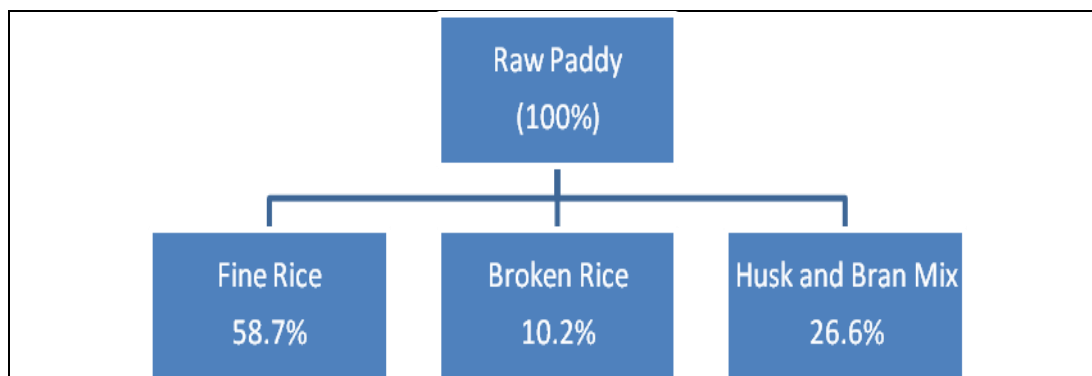 Raw Paddy
(100%)
Fine Rice
58.7%
Broken Rice
10.2%
Husk and Bran Mix
26.6%